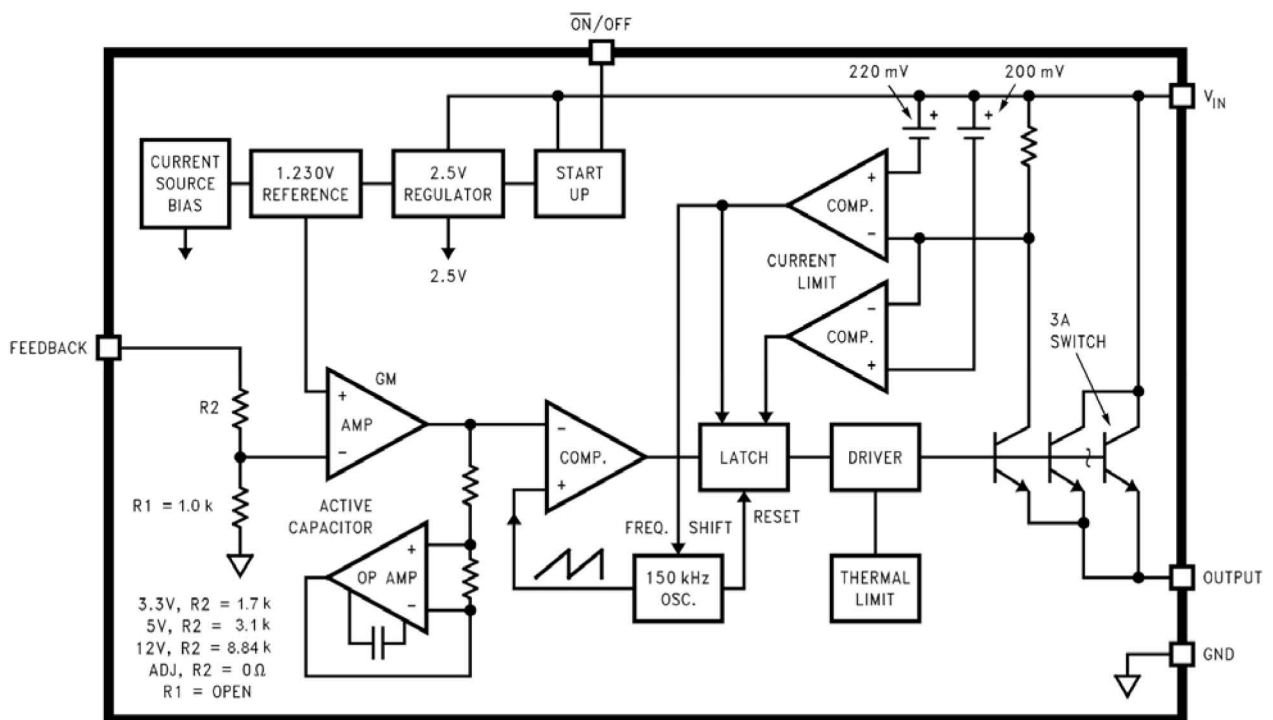 ON/OFF
220 mV
200 mV
+
+
VIN
CURRENT
SOURCE
BIAS
1.230V
REFERENCE
2.5V
REGULATOR
START
UP
+
COMP.
−
2.5V
CURRENT
LIMIT
−
COMP.
+
3A
SWITCH
FEEDBACK
R2
GM
+
AMP
−
−
COMP.
+
LATCH
DRIVER
R1 = 1.0 k
ACTIVE
CAPACITOR
FREQ. SHIFT
RESET
+
OP AMP
−
150 kHz
OSC.
THERMAL
LIMIT
OUTPUT
3.3V, R2 = 1.7 k
5V, R2 = 3.1 k
12V, R2 = 8.84 k
ADJ, R2 = 0Ω
R1 = OPEN
GND